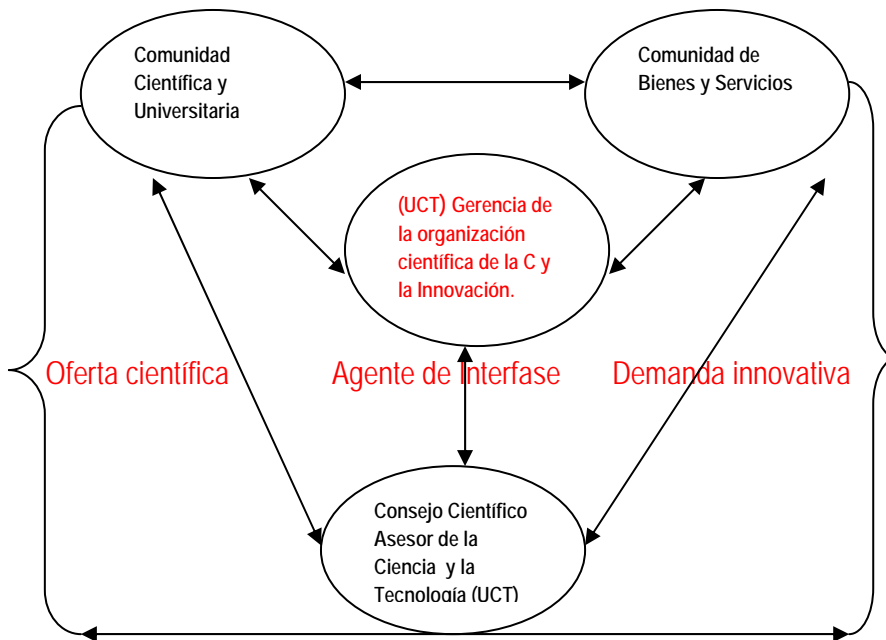 Comunidad
Científica y
Universitaria
Comunidad de
Bienes y Servicios
(UCT) Gerencia de
la organización
científica de la C y
la Innovación.
Oferta científica
Agente de Interfase
Demanda innovativa
Consejo Científico
Asesor de la
Ciencia y la
Tecnología (UCT)